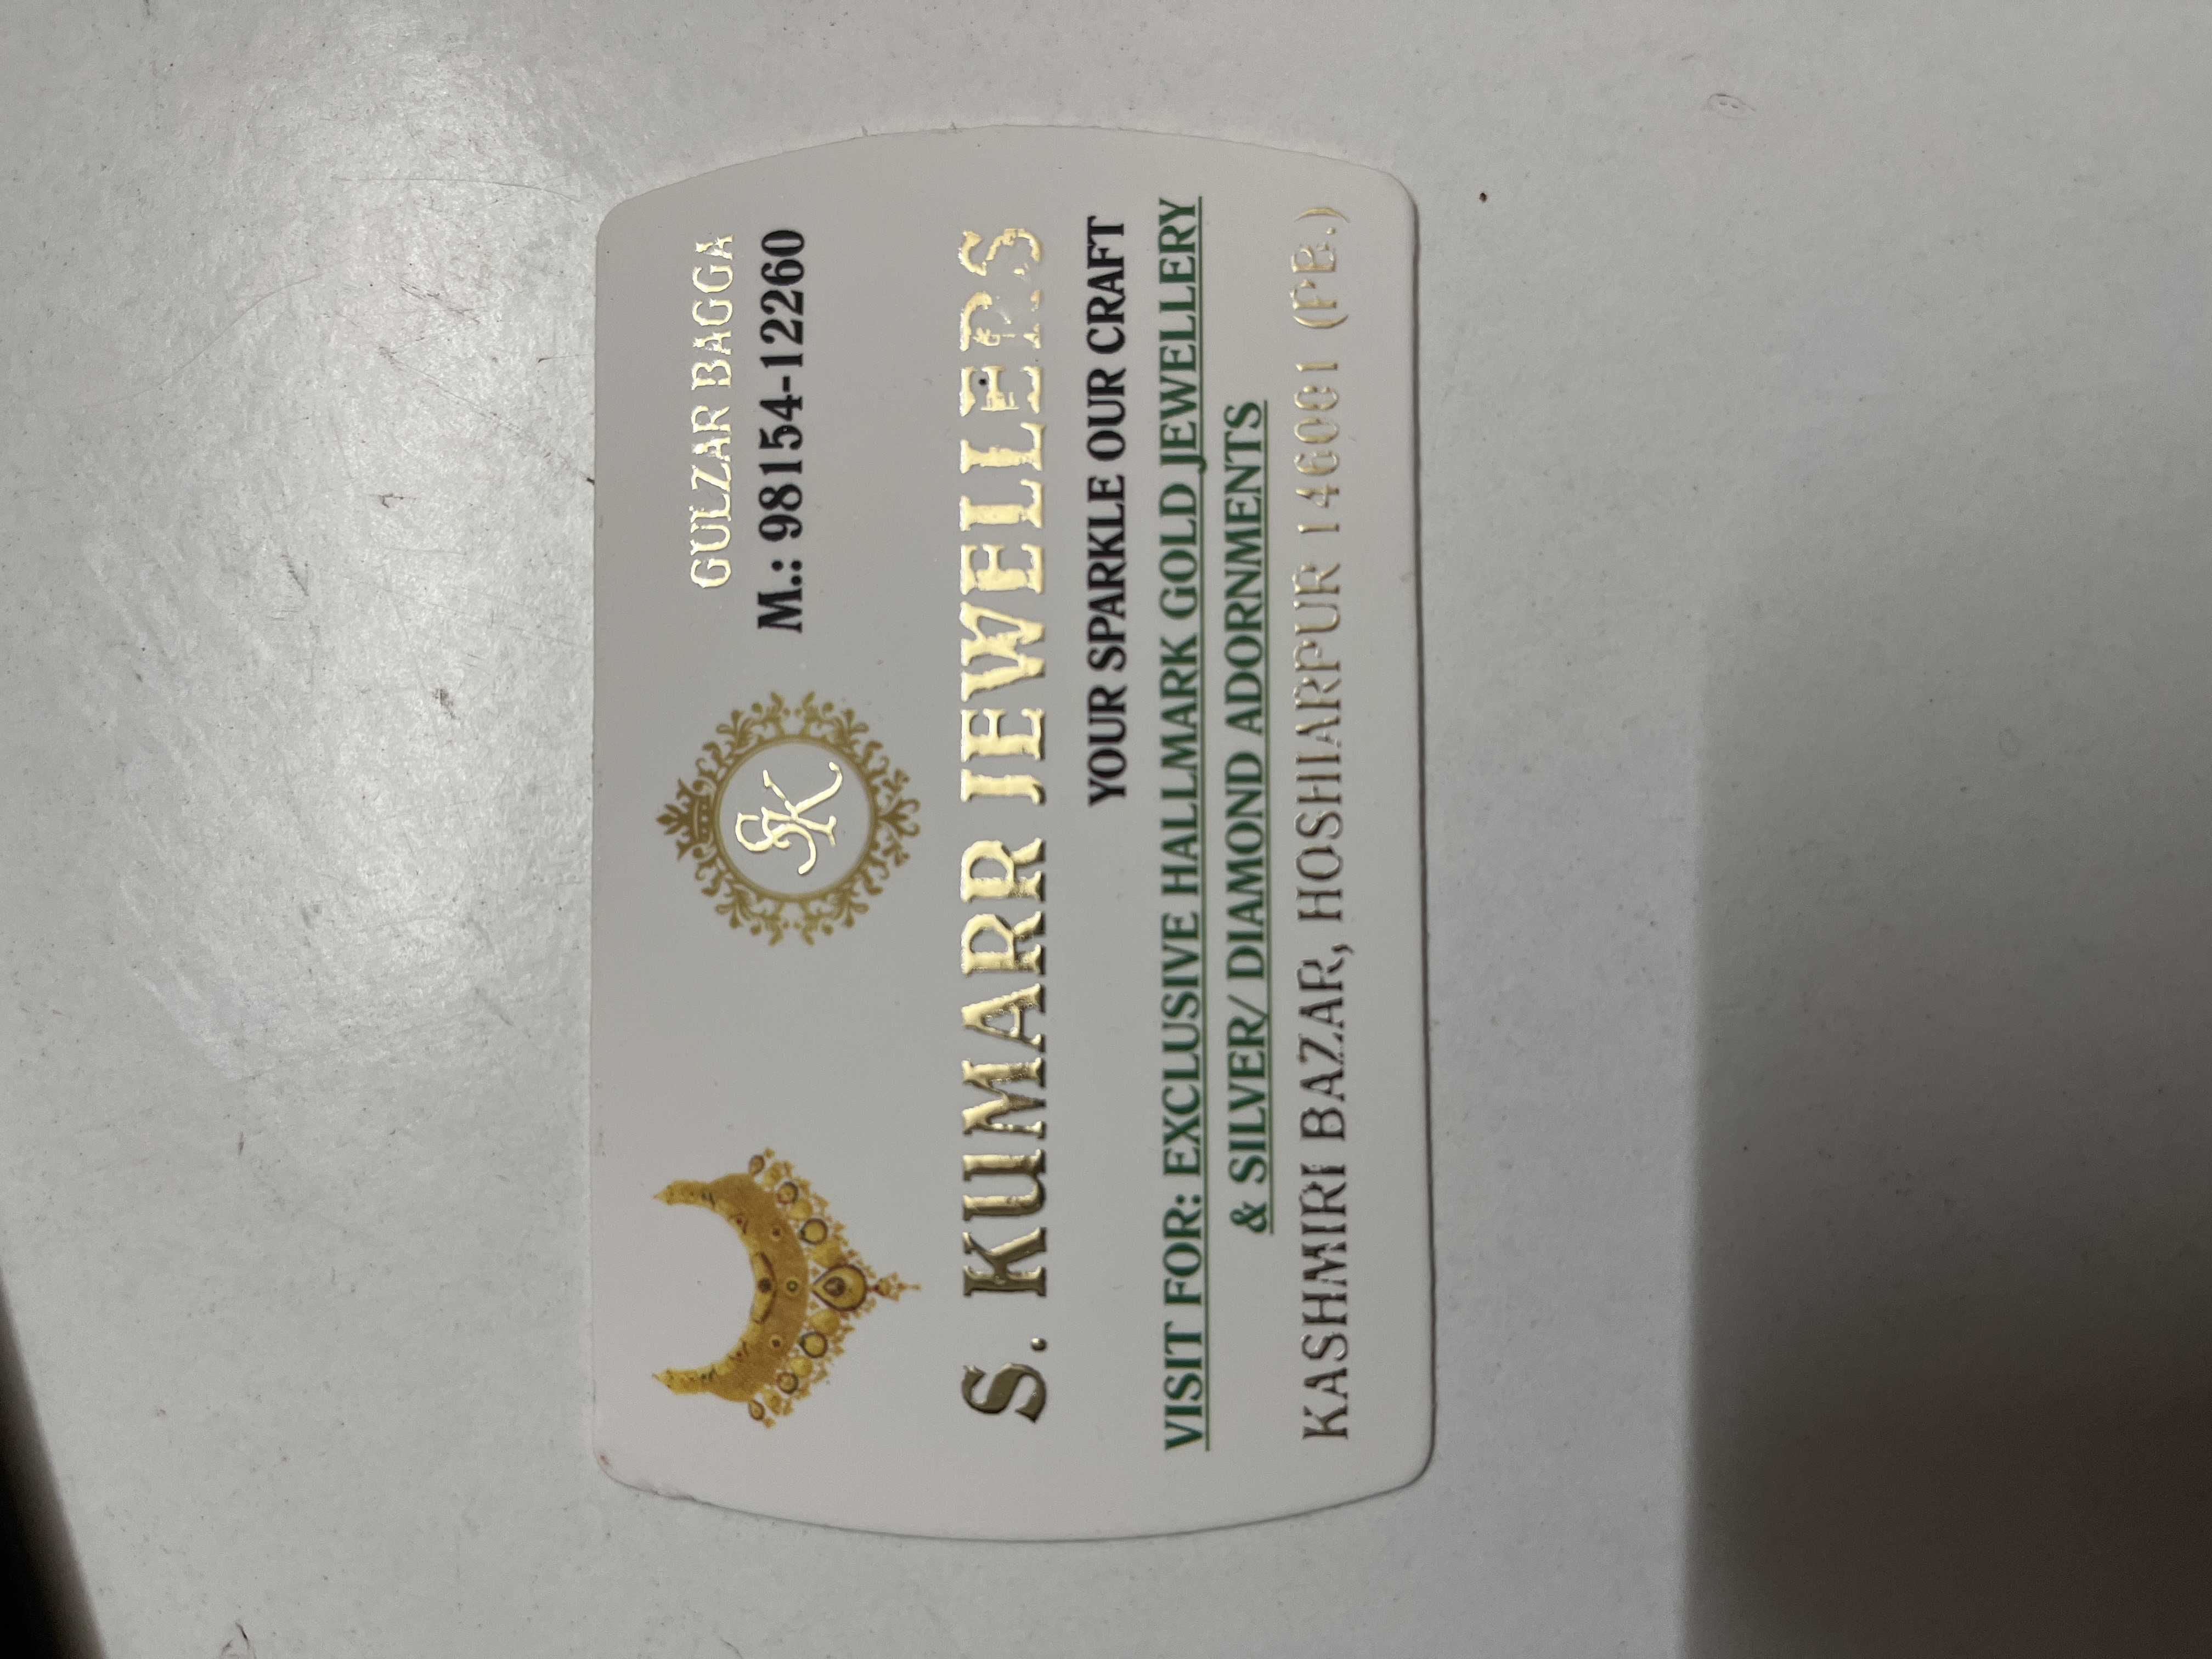 GULZAR BAGGA
M.: 98154-12260
SK
S. KUMARR JEWELLERS
YOUR SPARKLE OUR CRAFT
VISIT FOR: EXCLUSIVE HALLMARK GOLD JEWELLERY
& SILVER/ DIAMOND ADORNMENTS
KASHMIRI BAZAR, HOSHIARPUR 146001 (PB.)